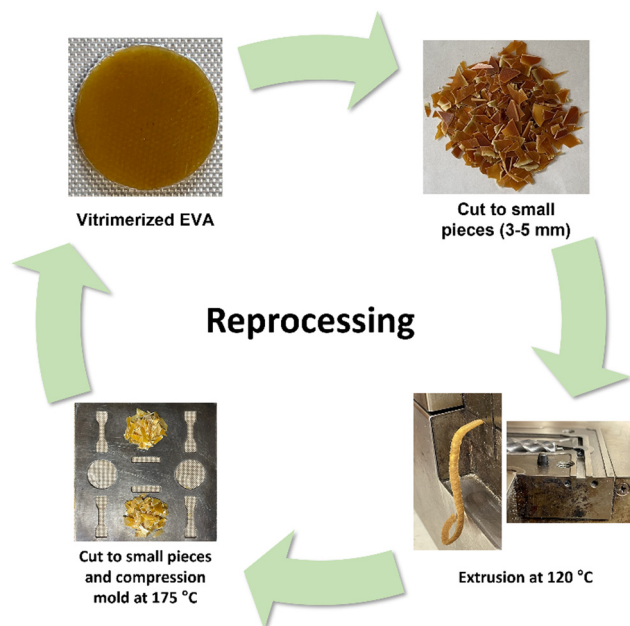 Vitrimerized EVA
Cut to small
pieces (3-5 mm)
Reprocessing
Cut to small pieces
and compression
mold at 175 °C
Extrusion at 120 °C